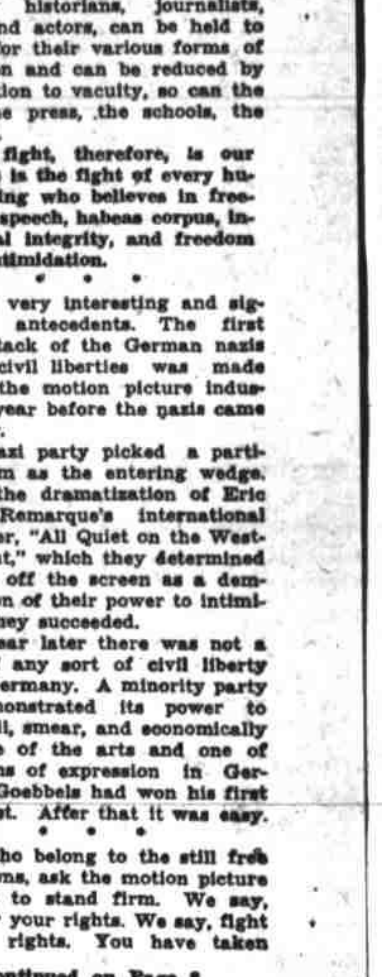 historians, journalists,
nd actors, can be held to
or their various forms of
n and can be reduced by
tion to vacuity, so can the
e press, the schools, the
fight, therefore, is our
is the fight of every hu-
ing who believes in free-
speech, habeas corpus, in-
al integrity, and freedom
timidation.
* * *
very interesting and sig-
antecedents. The first
tack of the German nazis
civil liberties was made
the motion picture indus-
year before the nazis came
.
azi party picked a parti-
m as the entering wedge.
the dramatization of Eric
Remarque's international
er, "All Quiet on the West-
nt," which they determined
off the screen as a dem-
on of their power to intimi-
hey succeeded.
ear later there was not a
any sort of civil liberty
ermany. A minority party
monstrated its power to
il, smear, and economically
e of the arts and one of
ns of expression in Ger-
Goebbels had won his first
st. After that it was easy.
* * *
ho belong to the still free
ns, ask the motion picture
to stand firm. We say,
your rights. We say, fight
rights. You have taken
ontinued on Page